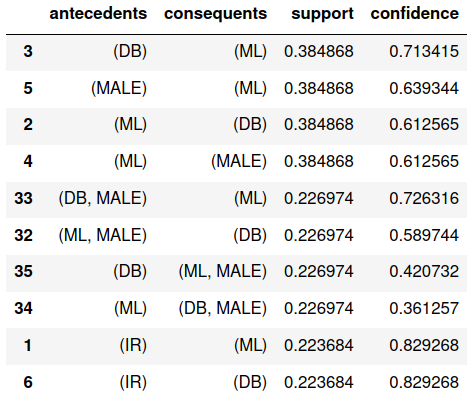 antecedents consequents support confidence
3 (DB) (ML) 0.384868 0.713415
5 (MALE) (ML) 0.384868 0.639344
2 (ML) (DB) 0.384868 0.612565
4 (ML) (MALE) 0.384868 0.612565
33 (DB, MALE) (ML) 0.226974 0.726316
32 (ML, MALE) (DB) 0.226974 0.589744
35 (DB) (ML, MALE) 0.226974 0.420732
34 (ML) (DB, MALE) 0.226974 0.361257
1 (IR) (ML) 0.223684 0.829268
6 (IR) (DB) 0.223684 0.829268